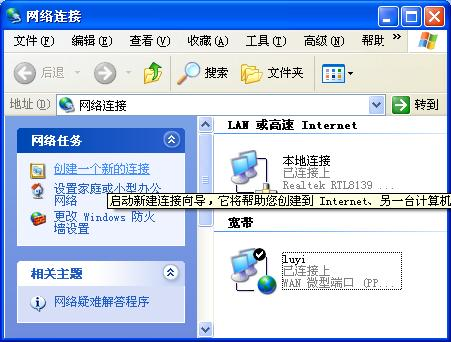 网络连接
文件(F) 编辑(E) 查看(V) 收藏(A) 工具(T) 高级(N) 帮助 »
后退 搜索 文件夹
地址(D) 网络连接 转到
网络任务
创建一个新的连接
设置家庭或小型办公
网络
更改 Windows 防火
墙设置
相关主题
网络疑难解答程序
LAN 或高速 Internet
本地连接
已连接上
Realtek RTL8139 ...
启动新建连接向导，它将帮助您创建到 Internet、另一台计算机
宽带
luyi
已连接上
WAN 微型端口 (PP...